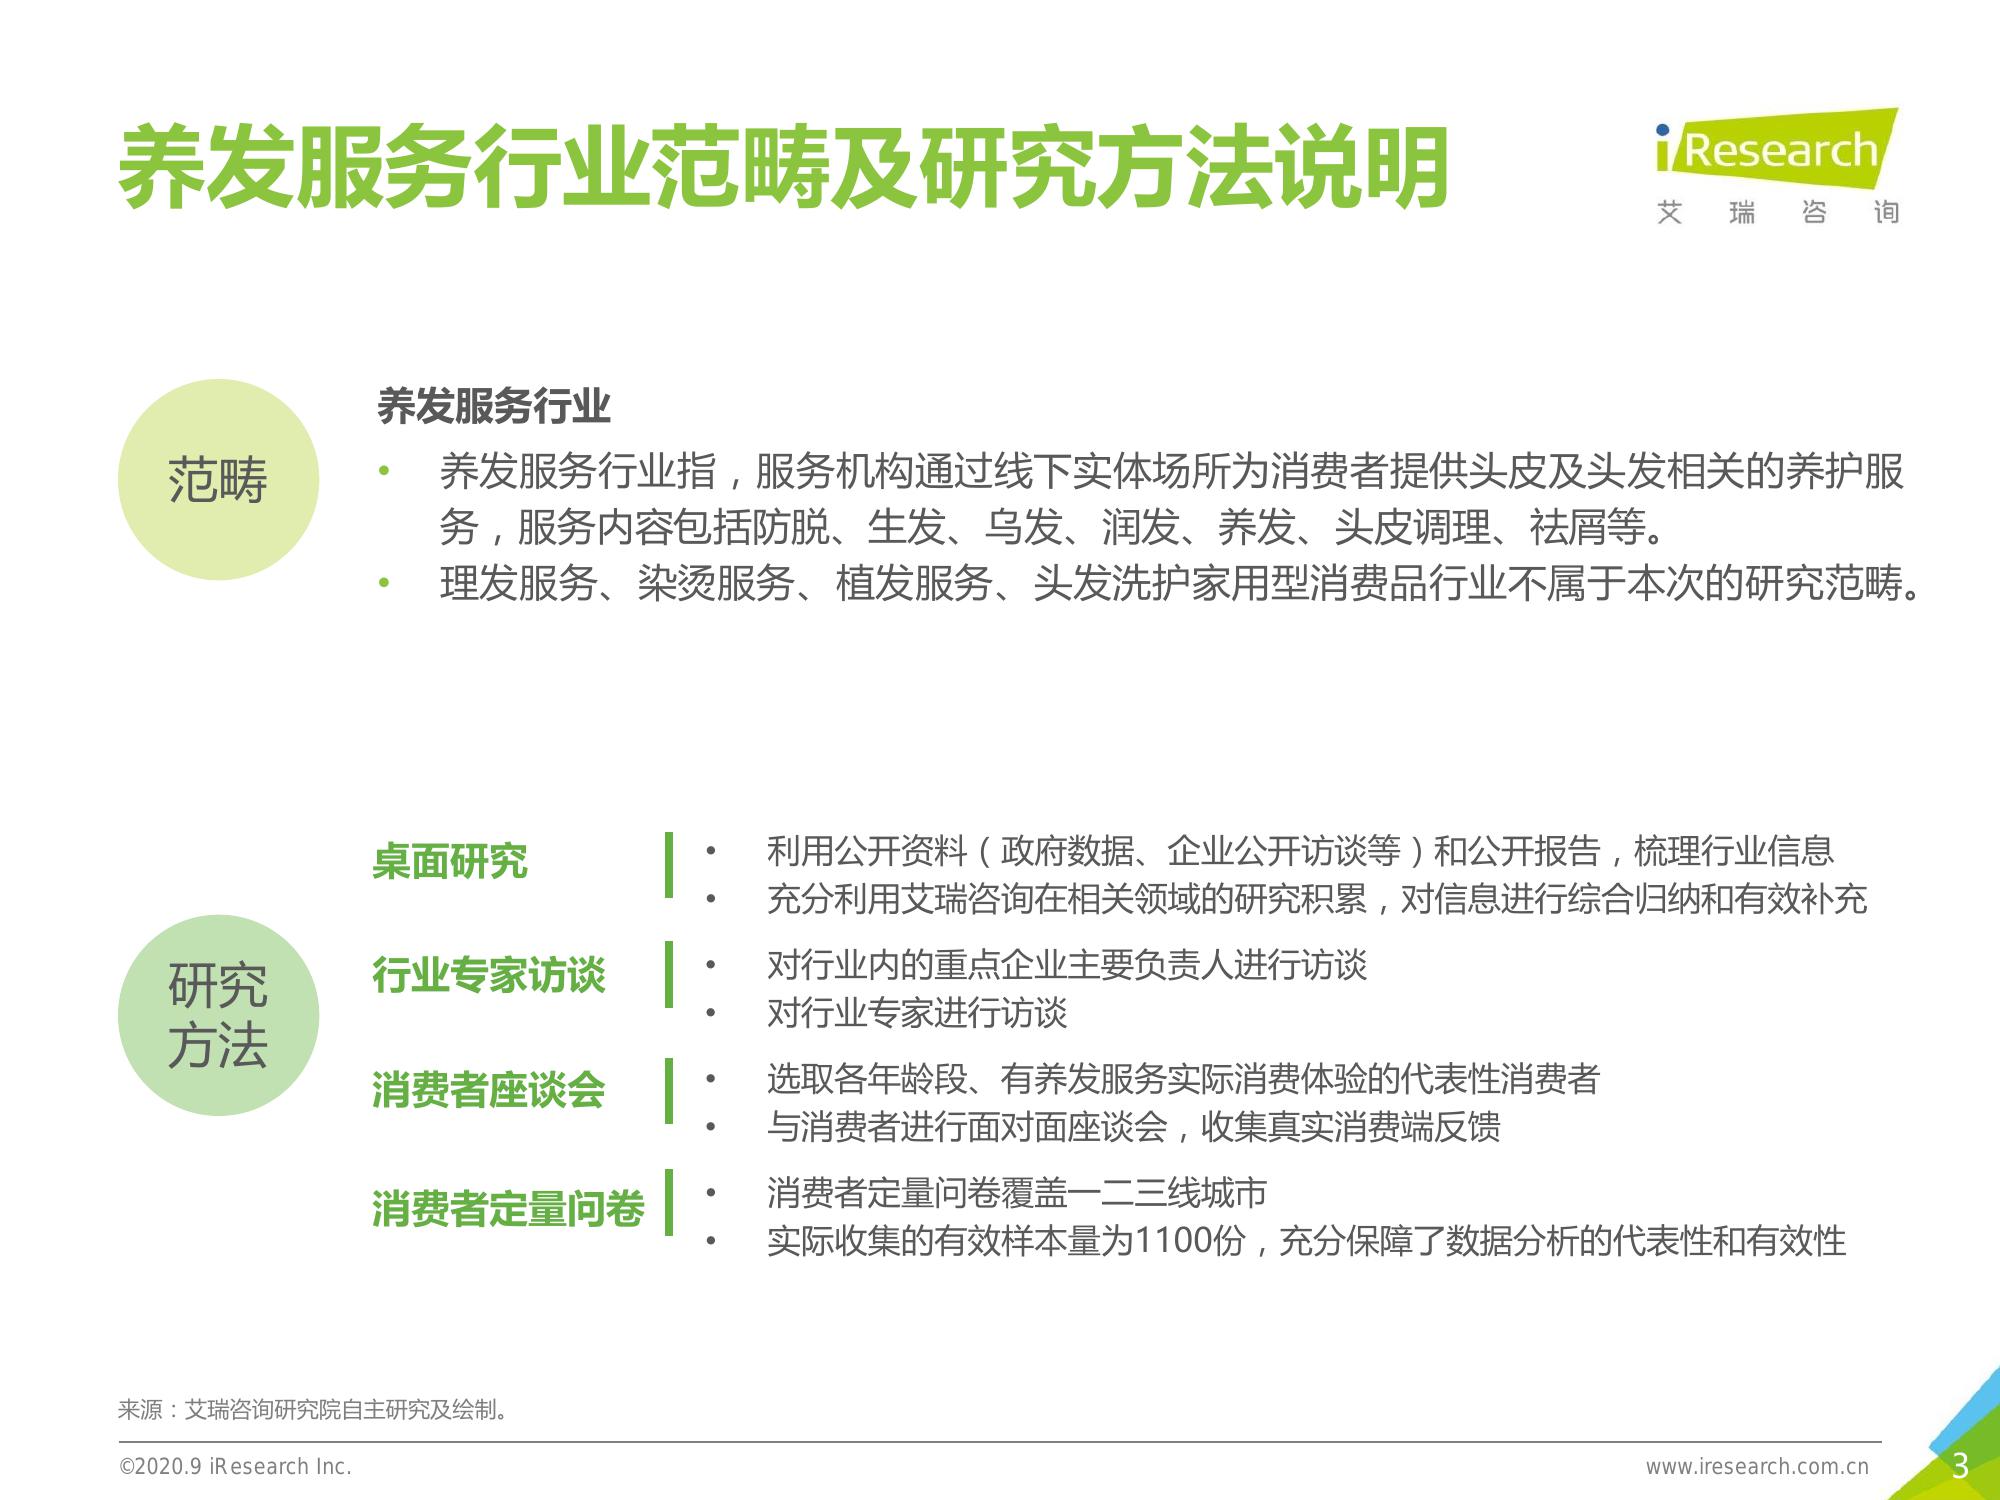 养发服务行业范畴及研究方法说明
iResearch
艾瑞咨询
范畴
养发服务行业
• 养发服务行业指，服务机构通过线下实体场所为消费者提供头皮及头发相关的养护服
务，服务内容包括防脱、生发、乌发、润发、养发、头皮调理、祛屑等。
• 理发服务、染烫服务、植发服务、头发洗护家用型消费品行业不属于本次的研究范畴。
研究
方法
桌面研究
• 利用公开资料（政府数据、企业公开访谈等）和公开报告，梳理行业信息
• 充分利用艾瑞咨询在相关领域的研究积累，对信息进行综合归纳和有效补充
行业专家访谈
• 对行业内的重点企业主要负责人进行访谈
• 对行业专家进行访谈
消费者座谈会
• 选取各年龄段、有养发服务实际消费体验的代表性消费者
• 与消费者进行面对面座谈会，收集真实消费端反馈
消费者定量问卷
• 消费者定量问卷覆盖一二三线城市
• 实际收集的有效样本量为1100份，充分保障了数据分析的代表性和有效性
来源：艾瑞咨询研究院自主研究及绘制。
©2020.9 iResearch Inc.
www.iresearch.com.cn
3